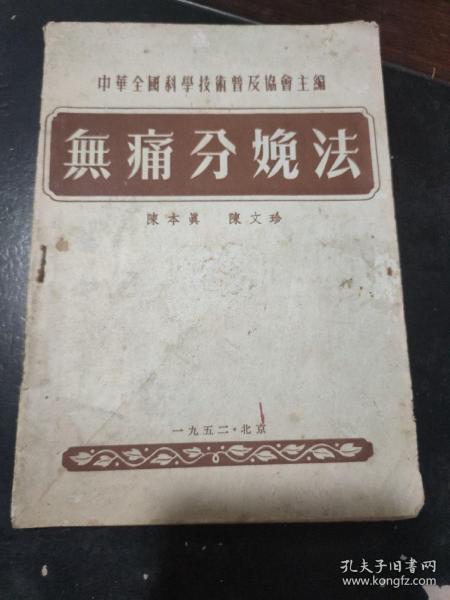 中華全國科學技術普及協會主編
無痛分娩法
陳本眞 陳文珍
一九五二·北京
孔夫子旧书网
www.kongfz.com